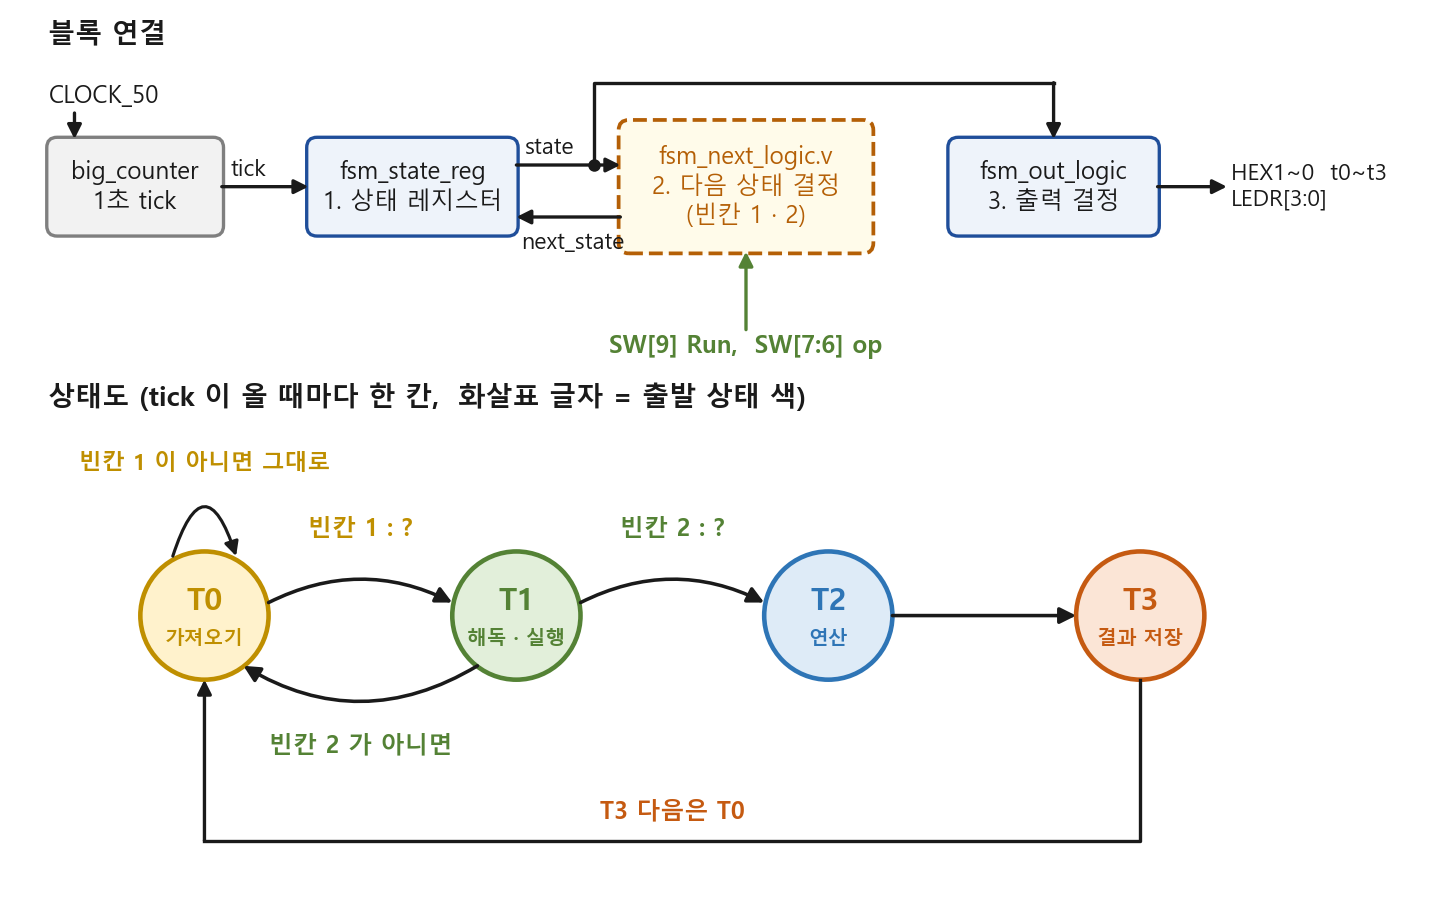 블록 연결
CLOCK_50
big_counter
1초 tick
tick
fsm_state_reg
1. 상태 레지스터
state
next_state
fsm_next_logic.v
2. 다음 상태 결정
(빈칸 1 · 2)
fsm_out_logic
3. 출력 결정
HEX1~0 t0~t3
LEDR[3:0]
SW[9] Run, SW[7:6] op
상태도 (tick 이 올 때마다 한 칸, 화살표 글자 = 출발 상태 색)
빈칸 1 이 아니면 그대로
빈칸 1 : ?
빈칸 2 : ?
T0
가져오기
T1
해독 · 실행
T2
연산
T3
결과 저장
빈칸 2 가 아니면
T3 다음은 T0